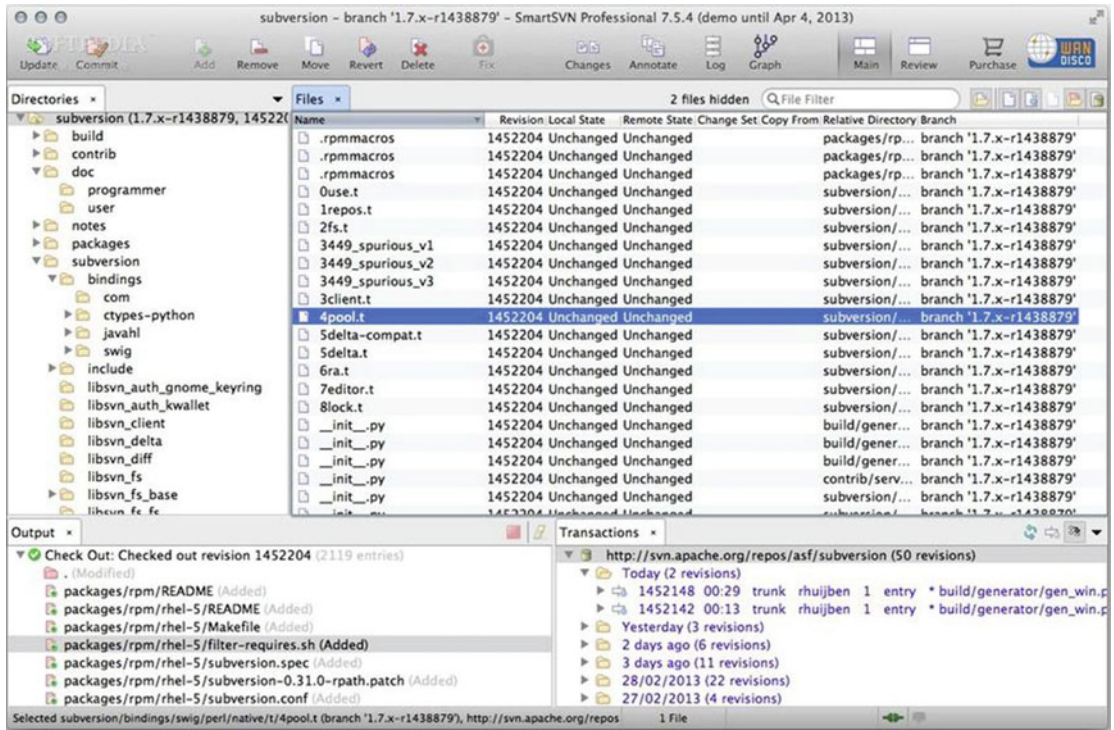 subversion – branch '1.7.x-r1438879' – SmartSVN Professional 7.5.4 (demo until Apr 4, 2013)
Update Commit Add Remove Move Revert Delete Fix Changes Annotate Log Graph Main Review Purchase WAN DISCO
Directories × Files × 2 files hidden File Filter
subversion (1.7.x-r1438879, 14522( Name Revision Local State Remote State Change Set Copy From Relative Directory Branch
build .rpmmacros 1452204 Unchanged Unchanged packages/rp... branch '1.7.x-r1438879'
contrib .rpmmacros 1452204 Unchanged Unchanged packages/rp... branch '1.7.x-r1438879'
doc .rpmmacros 1452204 Unchanged Unchanged packages/rp... branch '1.7.x-r1438879'
programmer 0use.t 1452204 Unchanged Unchanged subversion/... branch '1.7.x-r1438879'
user 1repos.t 1452204 Unchanged Unchanged subversion/... branch '1.7.x-r1438879'
notes 2fs.t 1452204 Unchanged Unchanged subversion/... branch '1.7.x-r1438879'
packages 3449_spurious_v1 1452204 Unchanged Unchanged subversion/... branch '1.7.x-r1438879'
subversion 3449_spurious_v2 1452204 Unchanged Unchanged subversion/... branch '1.7.x-r1438879'
bindings 3449_spurious_v3 1452204 Unchanged Unchanged subversion/... branch '1.7.x-r1438879'
com 3client.t 1452204 Unchanged Unchanged subversion/... branch '1.7.x-r1438879'
ctypes-python 4pool.t 1452204 Unchanged Unchanged subversion/... branch '1.7.x-r1438879'
javahl 5delta-compat.t 1452204 Unchanged Unchanged subversion/... branch '1.7.x-r1438879'
swig 5delta.t 1452204 Unchanged Unchanged subversion/... branch '1.7.x-r1438879'
include 6ra.t 1452204 Unchanged Unchanged subversion/... branch '1.7.x-r1438879'
libsvn_auth_gnome_keyring 7editor.t 1452204 Unchanged Unchanged subversion/... branch '1.7.x-r1438879'
libsvn_auth_kwallet 8lock.t 1452204 Unchanged Unchanged subversion/... branch '1.7.x-r1438879'
libsvn_client __init__.py 1452204 Unchanged Unchanged build/gener... branch '1.7.x-r1438879'
libsvn_delta __init__.py 1452204 Unchanged Unchanged build/gener... branch '1.7.x-r1438879'
libsvn_diff __init__.py 1452204 Unchanged Unchanged build/gener... branch '1.7.x-r1438879'
libsvn_fs __init__.py 1452204 Unchanged Unchanged contrib/serv... branch '1.7.x-r1438879'
libsvn_fs_base __init__.py 1452204 Unchanged Unchanged subversion/... branch '1.7.x-r1438879'
Output × Transactions ×
Check Out: Checked out revision 1452204 (2119 entries) http://svn.apache.org/repos/asf/subversion (50 revisions)
. (Modified) Today (2 revisions)
packages/rpm/README (Added) 1452148 00:29 trunk rhuijben 1 entry * build/generator/gen_win.p
packages/rpm/rhel-5/README (Added) 1452142 00:13 trunk rhuijben 1 entry * build/generator/gen_win.p
packages/rpm/rhel-5/Makefile (Added) Yesterday (3 revisions)
packages/rpm/rhel-5/filter-requires.sh (Added) 2 days ago (6 revisions)
packages/rpm/rhel-5/subversion.spec (Added) 3 days ago (11 revisions)
packages/rpm/rhel-5/subversion-0.31.0-rpath.patch (Added) 28/02/2013 (22 revisions)
packages/rpm/rhel-5/subversion.conf (Added) 27/02/2013 (4 revisions)
Selected subversion/bindings/swig/perl/native/t/4pool.t (branch '1.7.x-r1438879'), http://svn.apache.org/repos 1 File